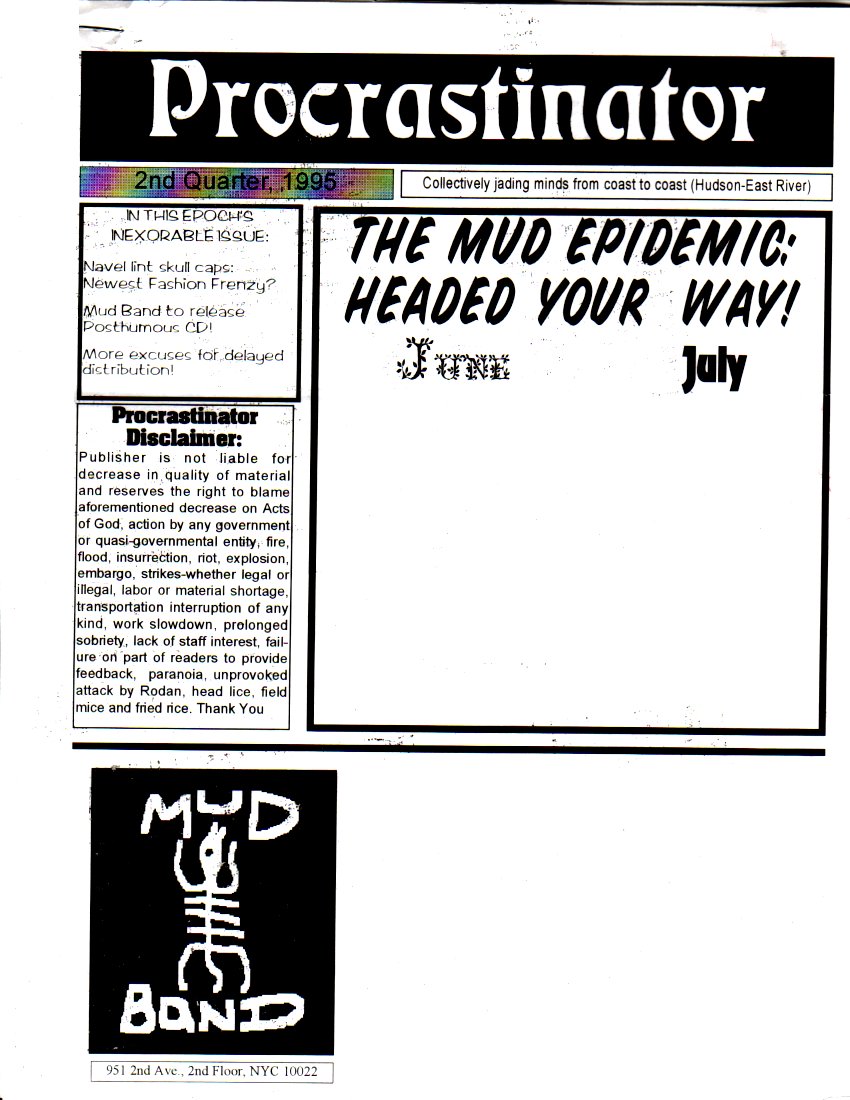 Procrastinator
2nd Quarter, 1995
Collectively jading minds from coast to coast (Hudson-East River)
IN THIS EPOCH'S
INEXORABLE ISSUE:
Navel lint skull caps:
Newest Fashion Frenzy?
Mud Band to release
Posthumous CD!
More excuses for delayed
distribution!
Procrastinator
Disclaimer:
Publisher is not liable for
decrease in quality of material
and reserves the right to blame
aforementioned decrease on Acts
of God, action by any government
or quasi-governmental entity, fire,
flood, insurrection, riot, explosion,
embargo, strikes-whether legal or
illegal, labor or material shortage,
transportation interruption of any
kind, work slowdown, prolonged
sobriety, lack of staff interest, fail-
ure on part of readers to provide
feedback, paranoia, unprovoked
attack by Rodan, head lice, field
mice and fried rice. Thank You
THE MUD EPIDEMIC:
HEADED YOUR WAY!
June July
MUD
BAND
951 2nd Ave., 2nd Floor, NYC 10022